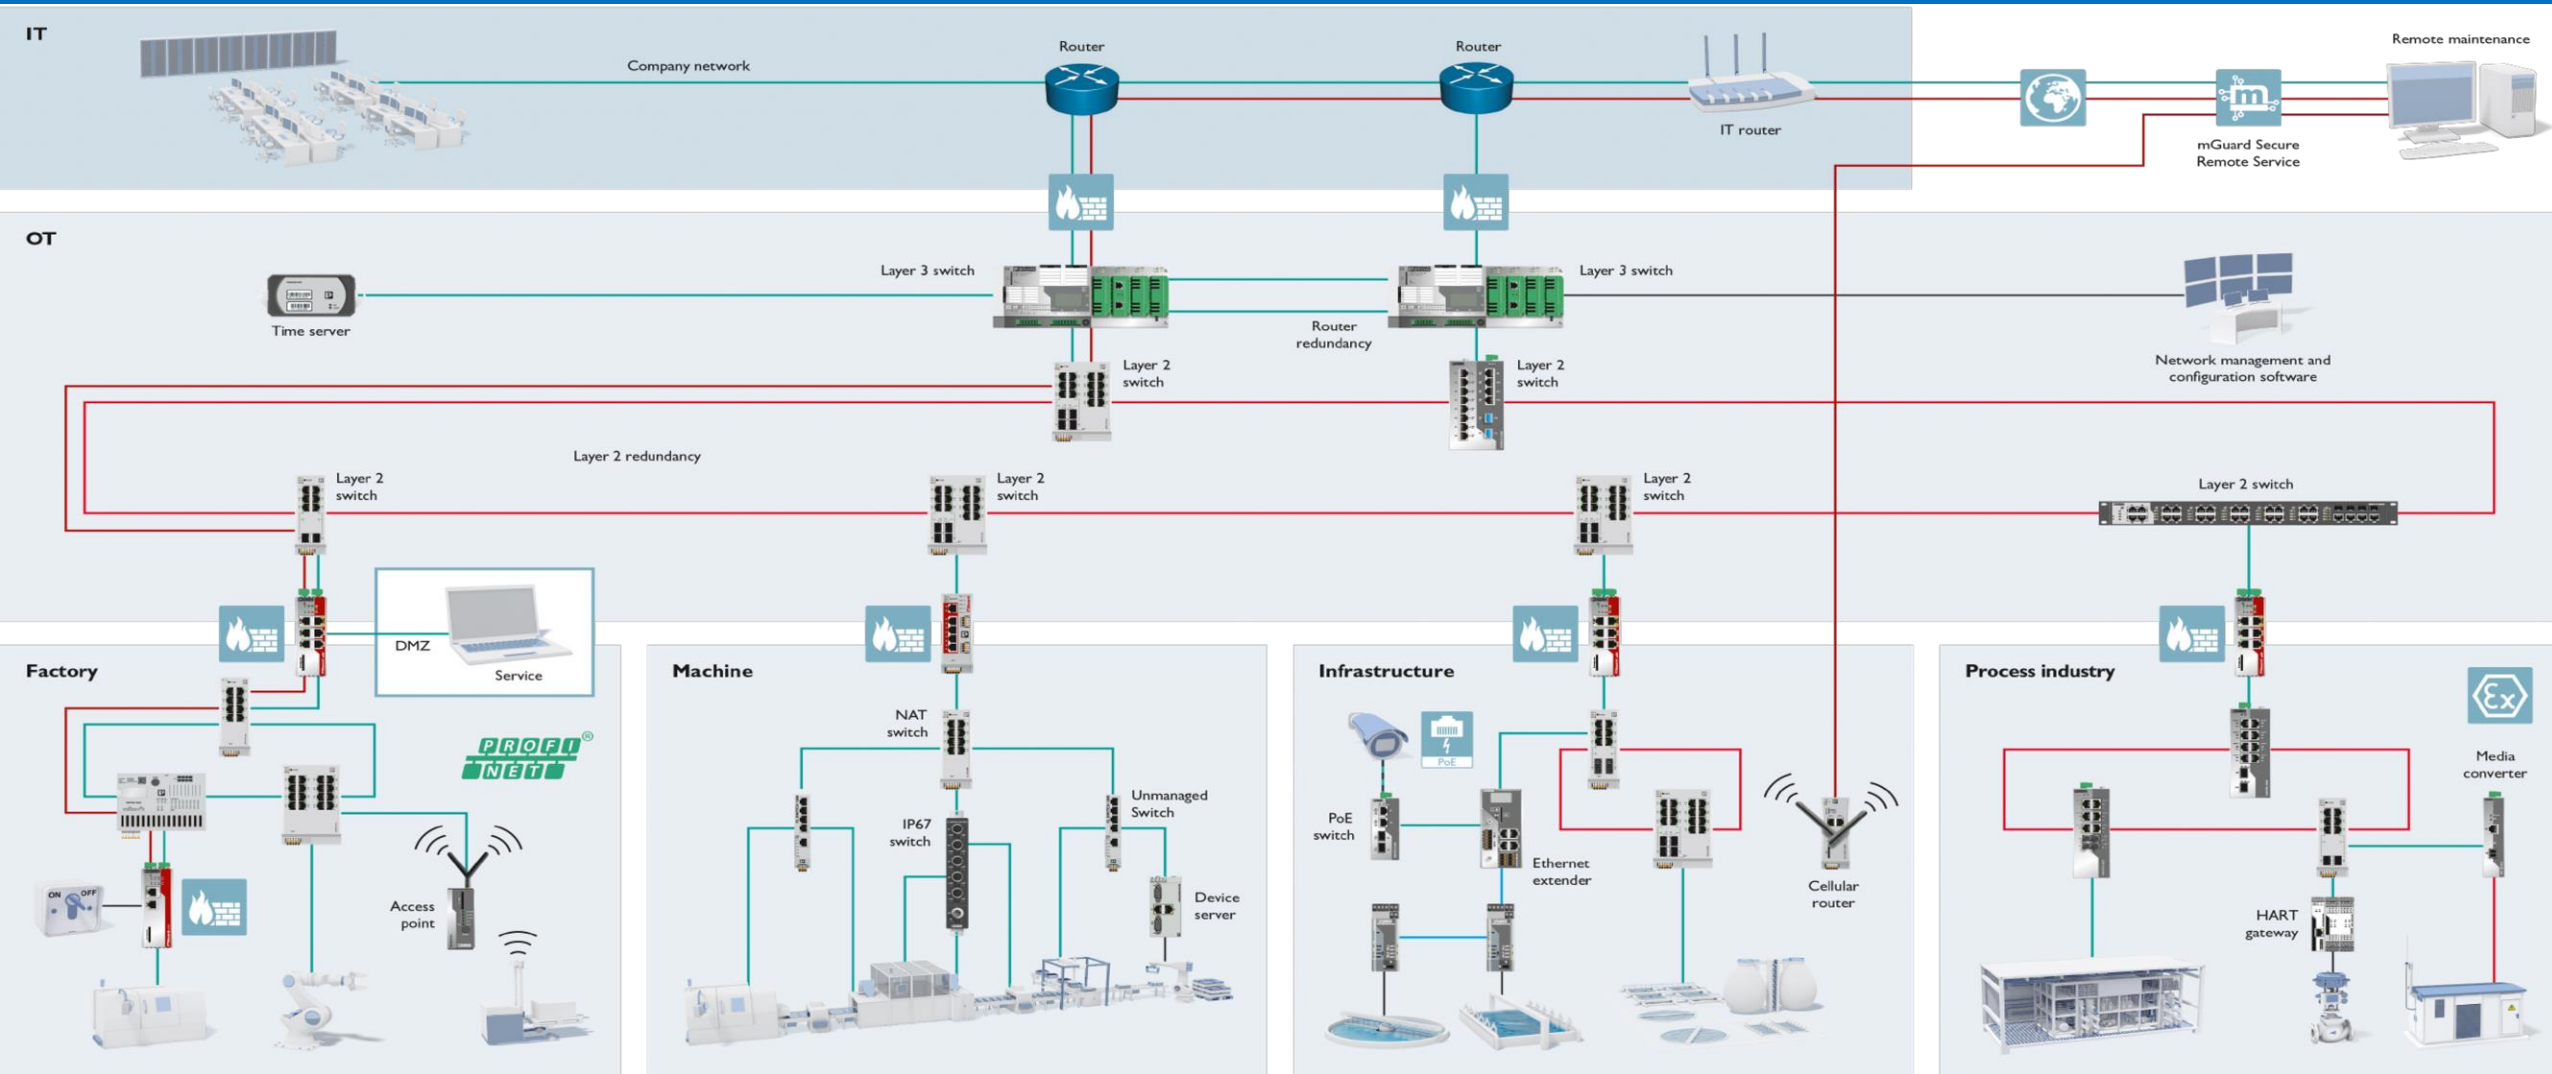 IT
Company network
Router
Router
IT router
Remote maintenance
mGuard Secure
Remote Service
OT
Time server
Layer 3 switch
Layer 3 switch
Router
redundancy
Layer 2
switch
Layer 2
switch
Network management and
configuration software
Layer 2 redundancy
Layer 2
switch
Layer 2
switch
Layer 2
switch
Layer 2 switch
DMZ
Service
Factory
PROFI
NET®
ON
OFF
Access
point
Machine
NAT
switch
IP67
switch
Unmanaged
Switch
Device
server
Infrastructure
PoE
PoE
switch
Ethernet
extender
Cellular
router
Process industry
Ex
Media
converter
HART
gateway